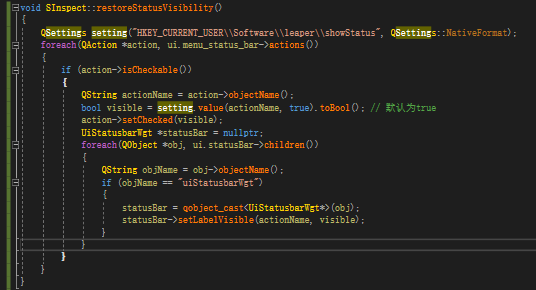 void SInspect::restoreStatusVisibility()
{
    QSettings setting("HKEY_CURRENT_USER\\Software\\leaper\\showStatus", QSettings::NativeFormat);
    foreach(QAction *action, ui.menu_status_bar->actions())
    {
        if (action->isCheckable())
        {
            QString actionName = action->objectName();
            bool visible = setting.value(actionName, true).toBool(); // 默认为true
            action->setChecked(visible);
            UiStatusbarWgt *statusBar = nullptr;
            foreach(QObject *obj, ui.statusBar->children())
            {
                QString objName = obj->objectName();
                if (objName == "uiStatusbarWgt")
                {
                    statusBar = qobject_cast<UiStatusbarWgt*>(obj);
                    statusBar->setLabelVisible(actionName, visible);
                }
            }
        }
    }
}